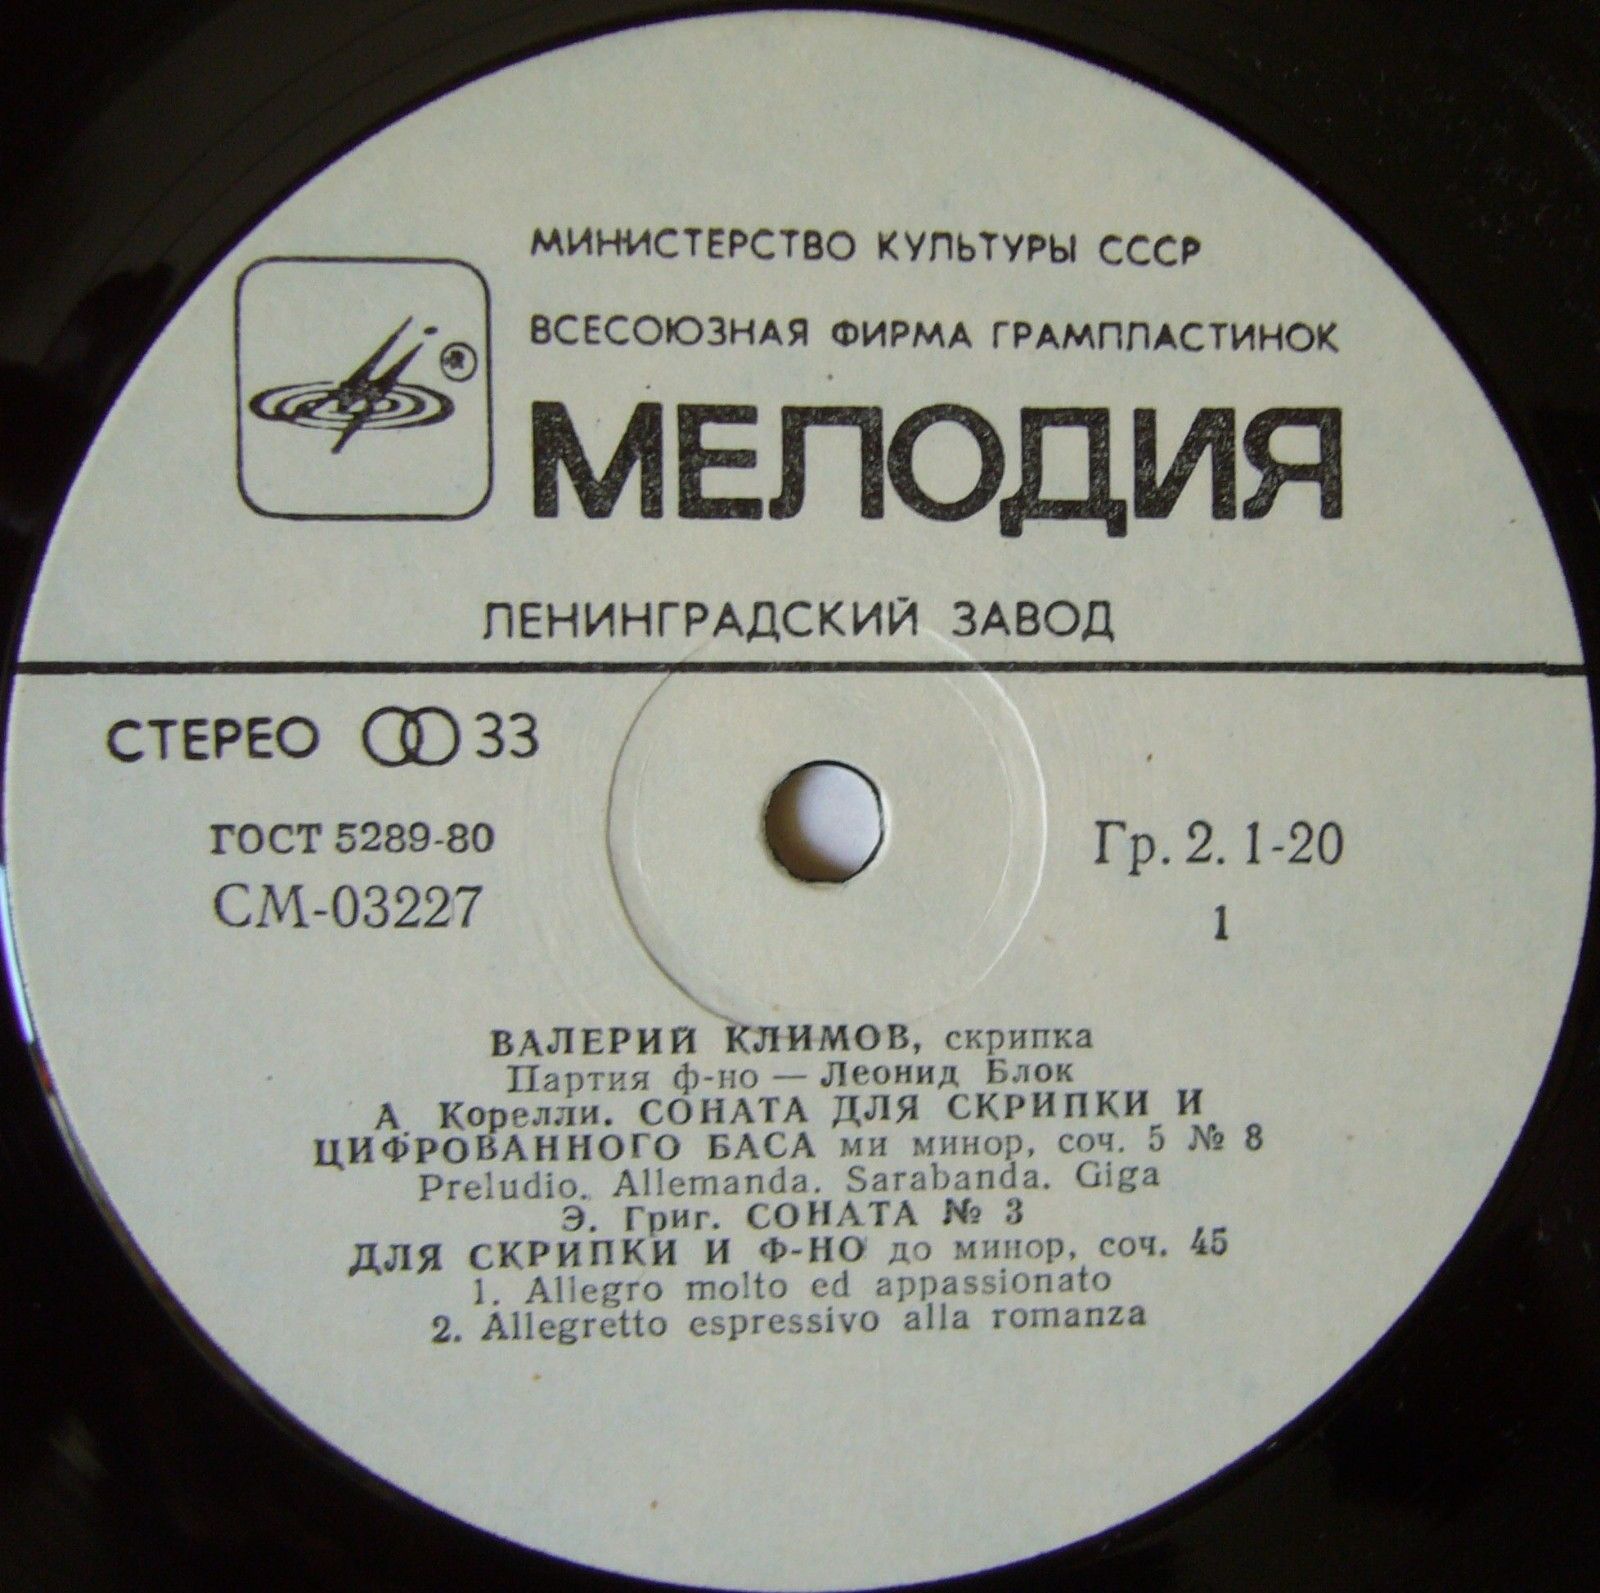 МИНИСТЕРСТВО КУЛЬТУРЫ СССР
ВСЕСОЮЗНАЯ ФИРМА ГРАМПЛАСТИНОК
МЕЛОДИЯ
ЛЕНИНГРАДСКИЙ ЗАВОД
СТЕРЕО 33
ГОСТ 5289-80
СМ-03227
Гр. 2. 1-20
1
ВАЛЕРИЙ КЛИМОВ, скрипка
Партия ф-но — Леонид Блок
А. Корелли. СОНАТА ДЛЯ СКРИПКИ И
ЦИФРОВАННОГО БАСА ми минор, соч. 5 № 8
Preludio. Allemanda. Sarabanda. Giga
Э. Григ. СОНАТА № 3
ДЛЯ СКРИПКИ И Ф-НО до минор, соч. 45
1. Allegro molto ed appassionato
2. Allegretto espressivo alla romanza